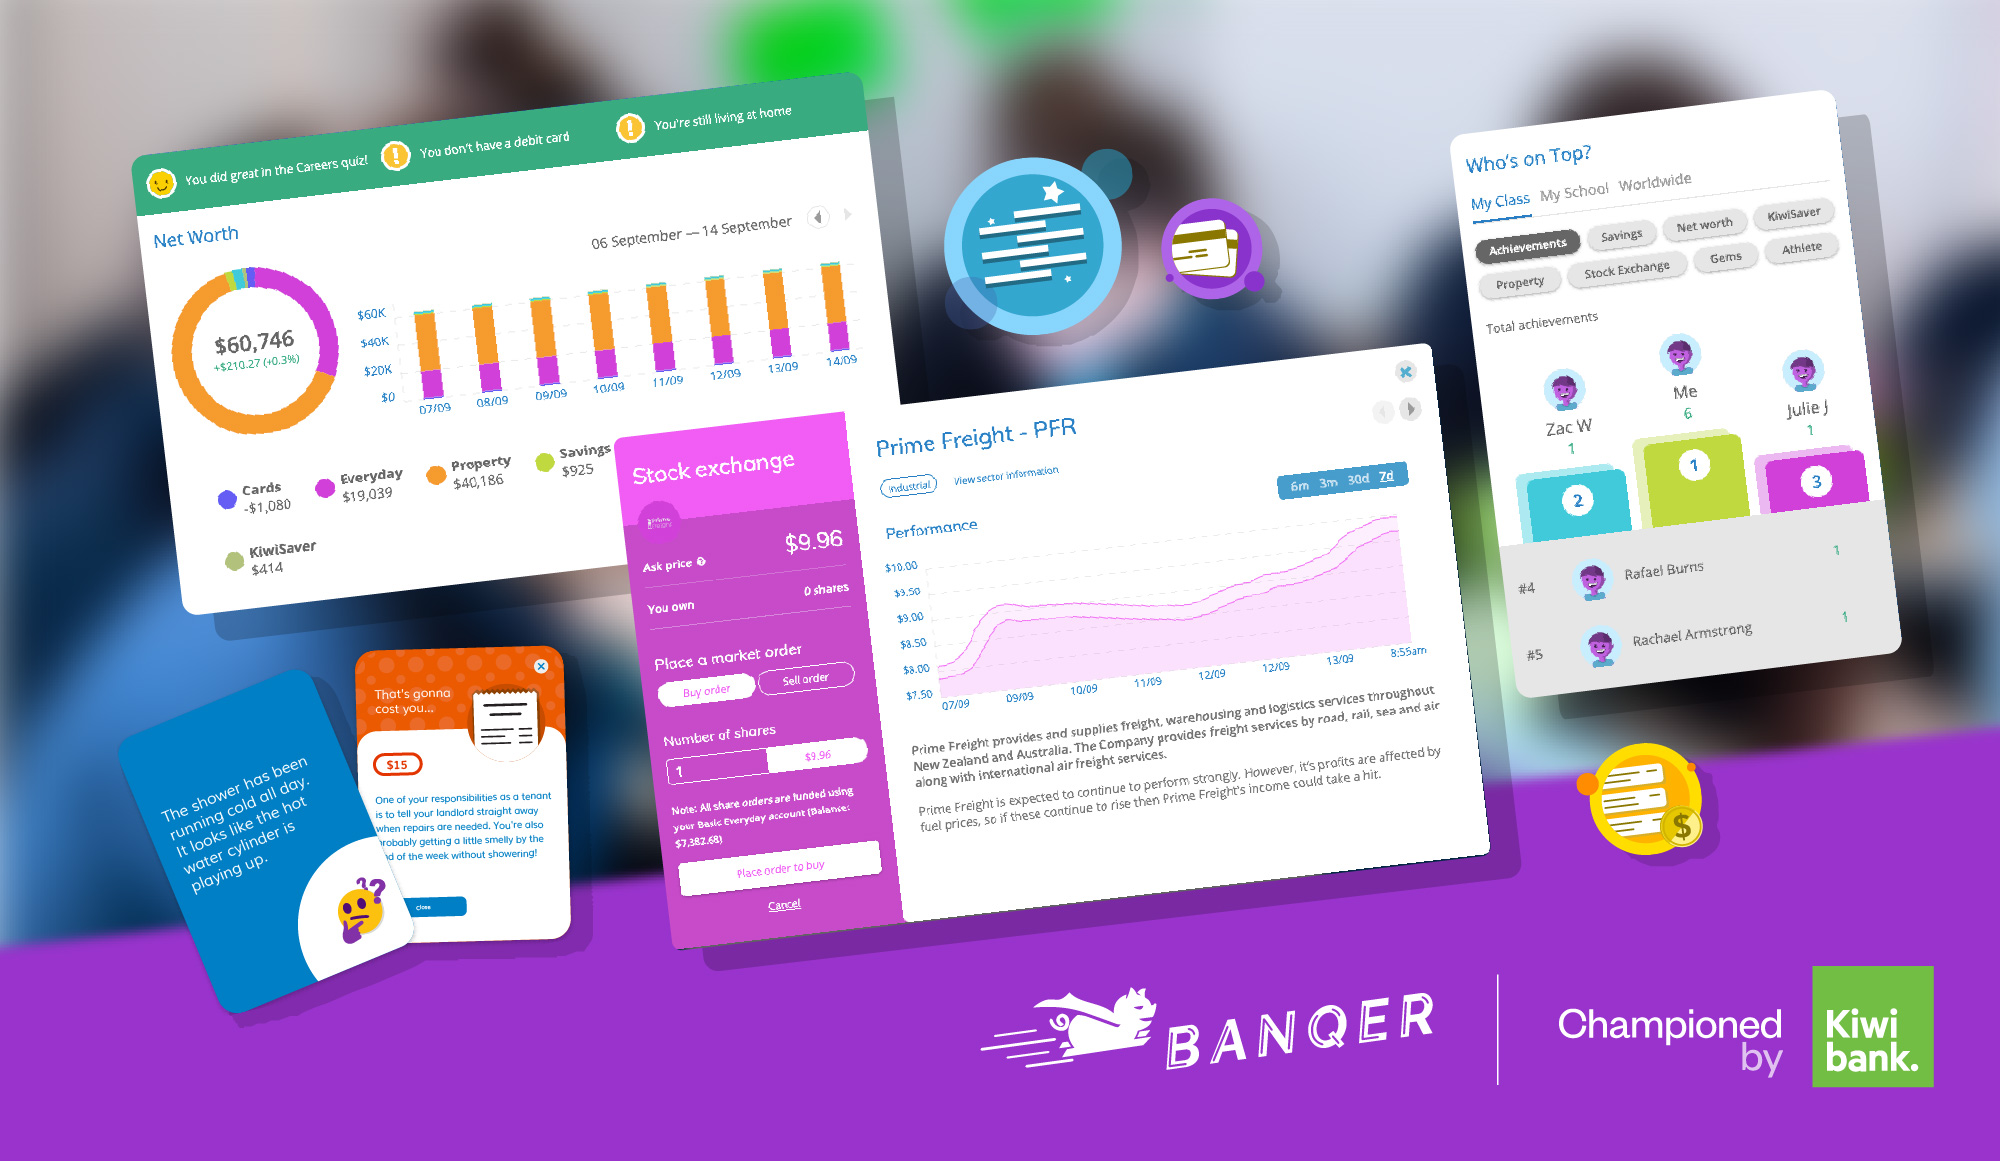 You did great in the Careers quiz!
You don't have a debit card
You're still living at home
Net Worth
06 September — 14 September
$60,746
+$210.27 (+0.3%)
$60K
$40K
$20K
$0
07/09
08/09
09/09
10/09
11/09
12/09
13/09
14/09
Cards
-$1,080
Everyday
$19,039
Property
$40,186
Savings
$925
KiwiSaver
$414
Stock exchange
Ask price
$9.96
You own
0 shares
Place a market order
Buy order
Sell order
Number of shares
1
$9.96
Note: All share orders are funded using
your Basic Everyday account (Balance:
$7,382.68)
Place order to buy
Cancel
Prime Freight - PFR
Industrial
View sector information
6m 3m 30d 7d
Performance
$10.00
$9.50
$9.00
$8.50
$8.00
$7.50
07/09
09/09
10/09
11/09
12/09
12/09
13/09
8:55am
Prime Freight provides and supplies freight, warehousing and logistics services throughout
New Zealand and Australia. The Company provides freight services by road, rail, sea and air
along with international air freight services.
Prime Freight is expected to continue to perform strongly. However, it's profits are affected by
fuel prices, so if these continue to rise then Prime Freight's income could take a hit.
Who's on Top?
My Class My School Worldwide
Achievements Savings Net worth KiwiSaver
Property Stock Exchange Gems Athlete
Total achievements
Zac W
1
Me
6
Julie J
1
2
1
3
#4
Rafael Burns
1
#5
Rachael Armstrong
1
The shower has been
running cold all day.
It looks like the hot
water cylinder is
playing up.
That's gonna
cost you...
$15
One of your responsibilities as a tenant
is to tell your landlord straight away
when repairs are needed. You're also
probably getting a little smelly by the
end of the week without showering!
Close
$
BANQER
Championed
by
Kiwi
bank.